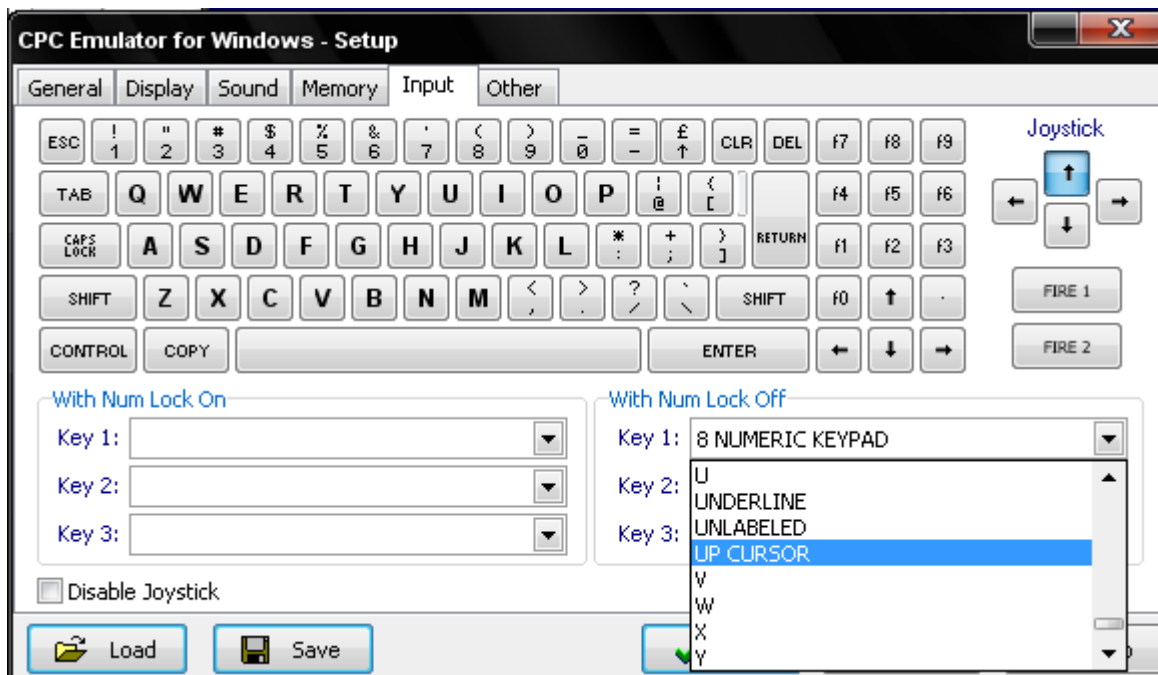 CPC Emulator for Windows - Setup
General Display Sound Memory Input Other
ESC ! 1 " 2 # 3 $ 4 % 5 & 6 ' 7 ( 8 ) 9 _ 0 = - £ ↑ CLR DEL f7 f8 f9 Joystick
TAB Q W E R T Y U I O P ¦ @ { [ RETURN f4 f5 f6 ← ↑ →
CAPS LOCK A S D F G H J K L * : + ; } ] f1 f2 f3 ↓
SHIFT Z X C V B N M < , > . ? / ` \ SHIFT f0 ↑ . FIRE 1
CONTROL COPY ENTER ← ↓ → FIRE 2
With Num Lock On With Num Lock Off
Key 1: Key 1: 8 NUMERIC KEYPAD
U
Key 2: Key 2: UNDERLINE
UNLABELED
Key 3: Key 3: UP CURSOR
V
Disable Joystick W
X
Load Save Y